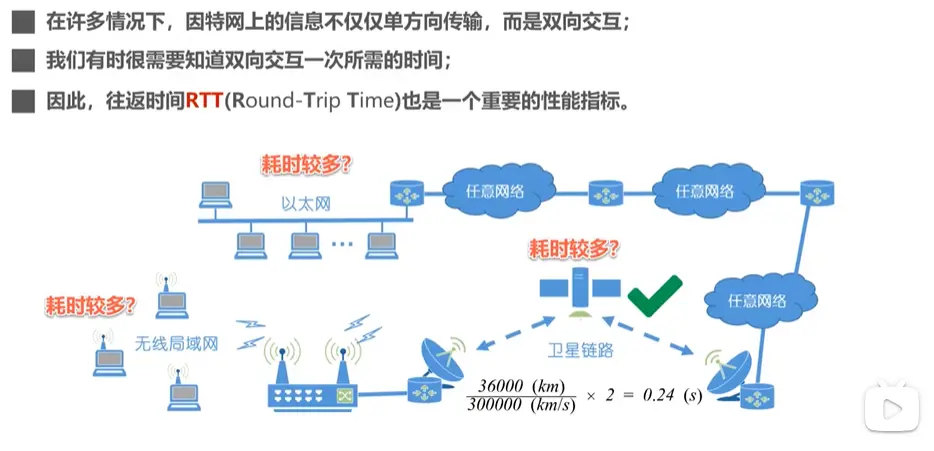 在许多情况下，因特网上的信息不仅仅单方向传输，而是双向交互；
我们有时很需要知道双向交互一次所需的时间；
因此，往返时间RTT(Round-Trip Time)也是一个重要的性能指标。
耗时较多？
以太网
任意网络
任意网络
耗时较多？
耗时较多？
任意网络
无线局域网
卫星链路
36000 (km)
300000 (km/s) × 2 = 0.24 (s)